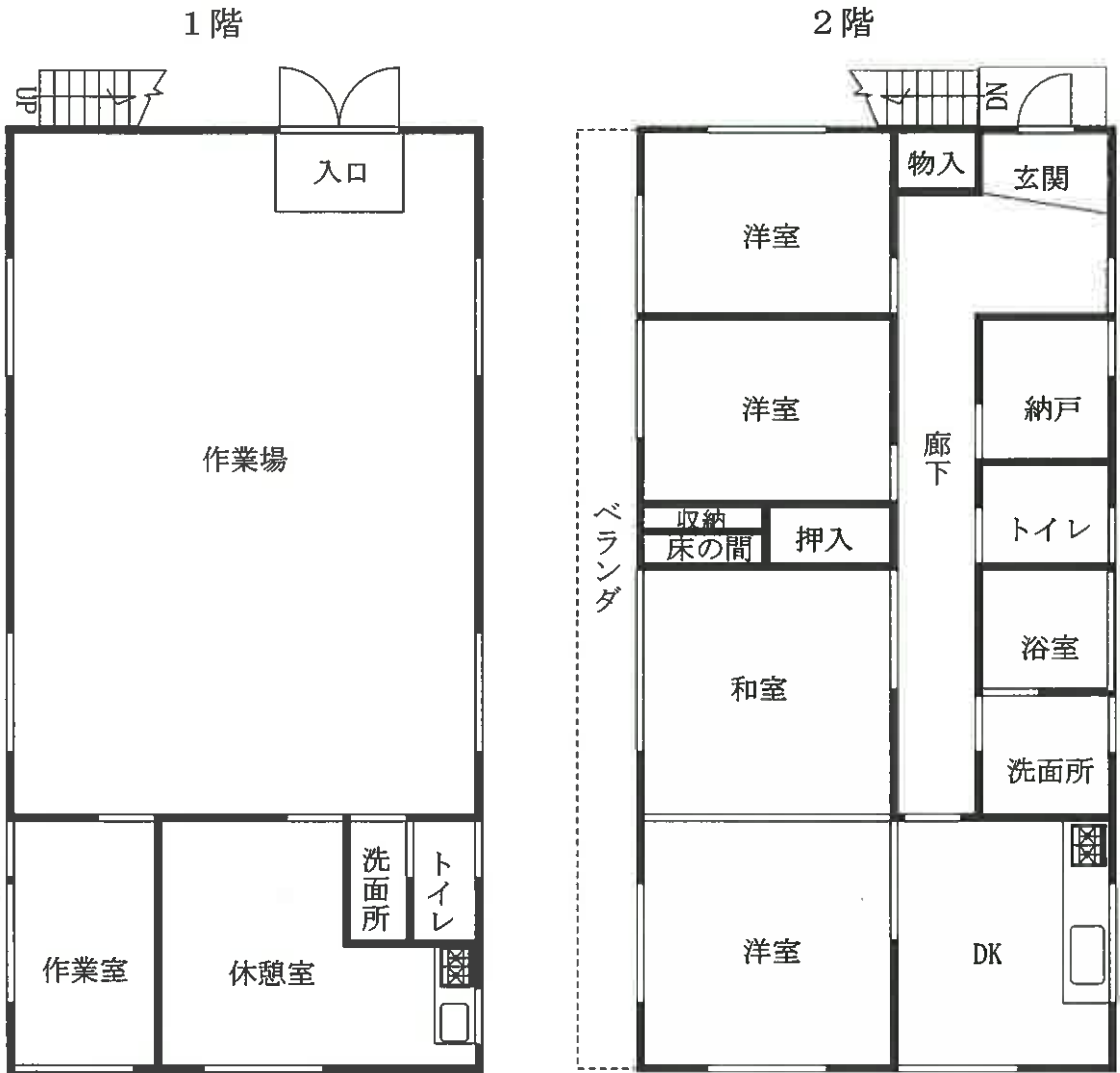 1階
UP
入口
作業場
洗面所
トイレ
作業室
休憩室
2階
DN
物入
玄関
洋室
洋室
納戸
廊下
トイレ
収納
床の間
押入
ベランダ
浴室
和室
洗面所
洋室
DK